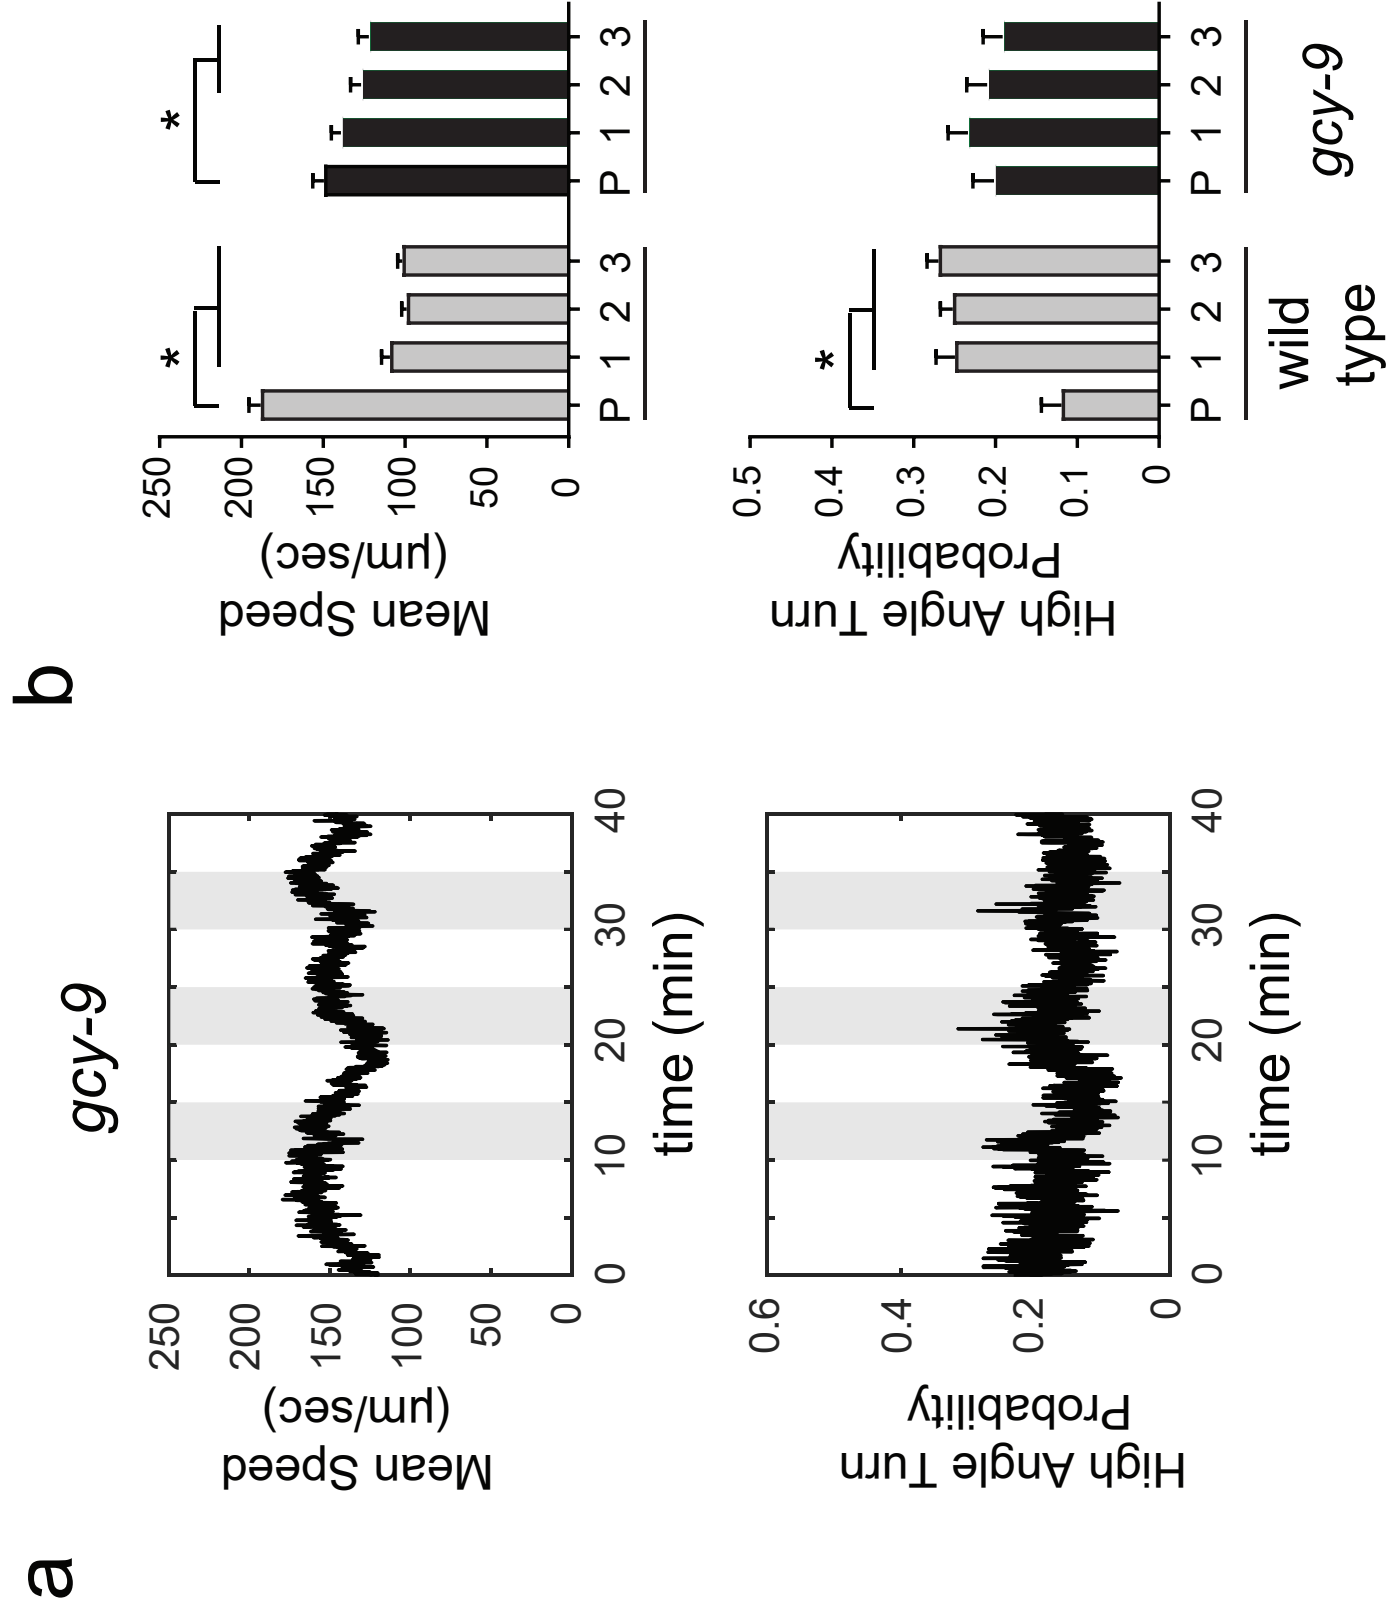 a
gcy-9
Mean Speed
(µm/sec)
250
200
150
100
50
0
0
10
20
30
40
time (min)
High Angle Turn
Probability
0.6
0.4
0.2
0
0
10
20
30
40
time (min)
b
Mean Speed
(µm/sec)
250
200
150
100
50
0
*
*
P 1 2 3 P 1 2 3
High Angle Turn
Probability
0.5
0.4
0.3
0.2
0.1
0
*
P 1 2 3 P 1 2 3
wild
type
gcy-9